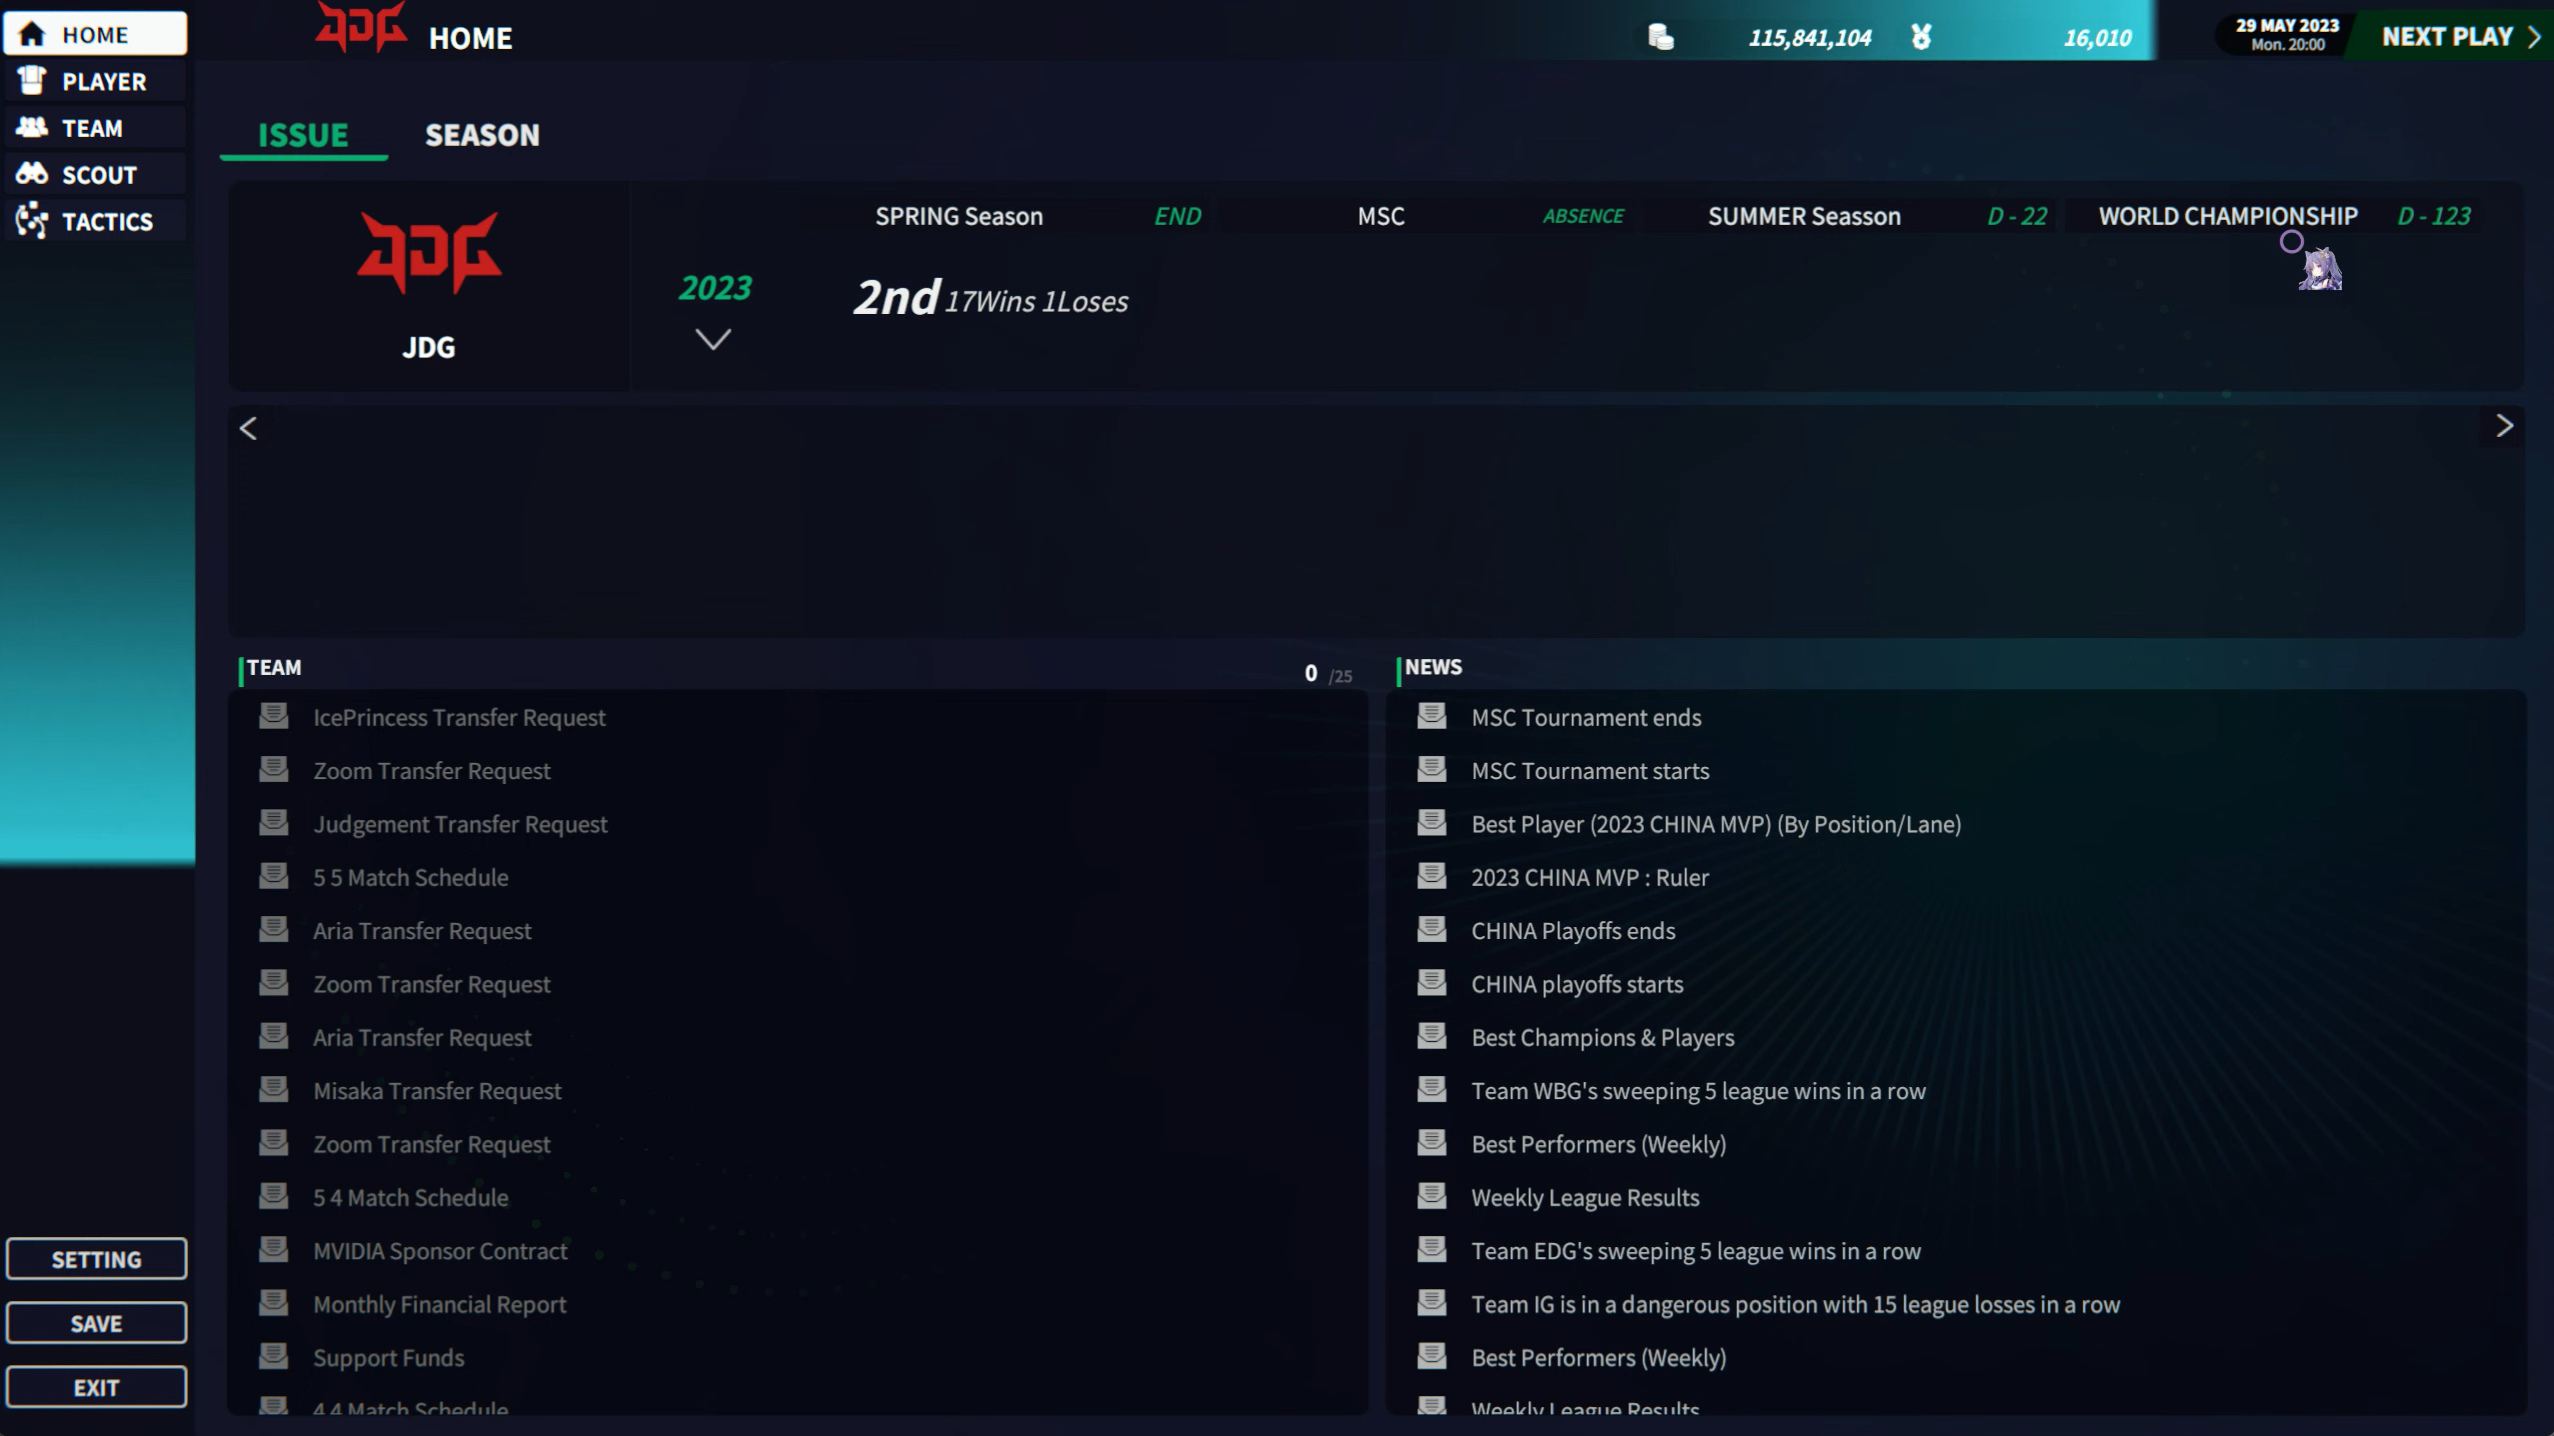 HOME
PLAYER
TEAM
SCOUT
TACTICS
SETTING
SAVE
EXIT
JDG HOME
115,841,104
16,010
29 MAY 2023
Mon. 20:00
NEXT PLAY
ISSUE SEASON
JDG
JDG
2023
SPRING Season END
MSC ABSENCE
SUMMER Seasson D - 22
WORLD CHAMPIONSHIP D - 123
2nd 17Wins 1Loses
TEAM 0 /25
IcePrincess Transfer Request
Zoom Transfer Request
Judgement Transfer Request
5 5 Match Schedule
Aria Transfer Request
Zoom Transfer Request
Aria Transfer Request
Misaka Transfer Request
Zoom Transfer Request
5 4 Match Schedule
MVIDIA Sponsor Contract
Monthly Financial Report
Support Funds
4 4 Match Schedule
NEWS
MSC Tournament ends
MSC Tournament starts
Best Player (2023 CHINA MVP) (By Position/Lane)
2023 CHINA MVP : Ruler
CHINA Playoffs ends
CHINA playoffs starts
Best Champions & Players
Team WBG's sweeping 5 league wins in a row
Best Performers (Weekly)
Weekly League Results
Team EDG's sweeping 5 league wins in a row
Team IG is in a dangerous position with 15 league losses in a row
Best Performers (Weekly)
Weekly League Results